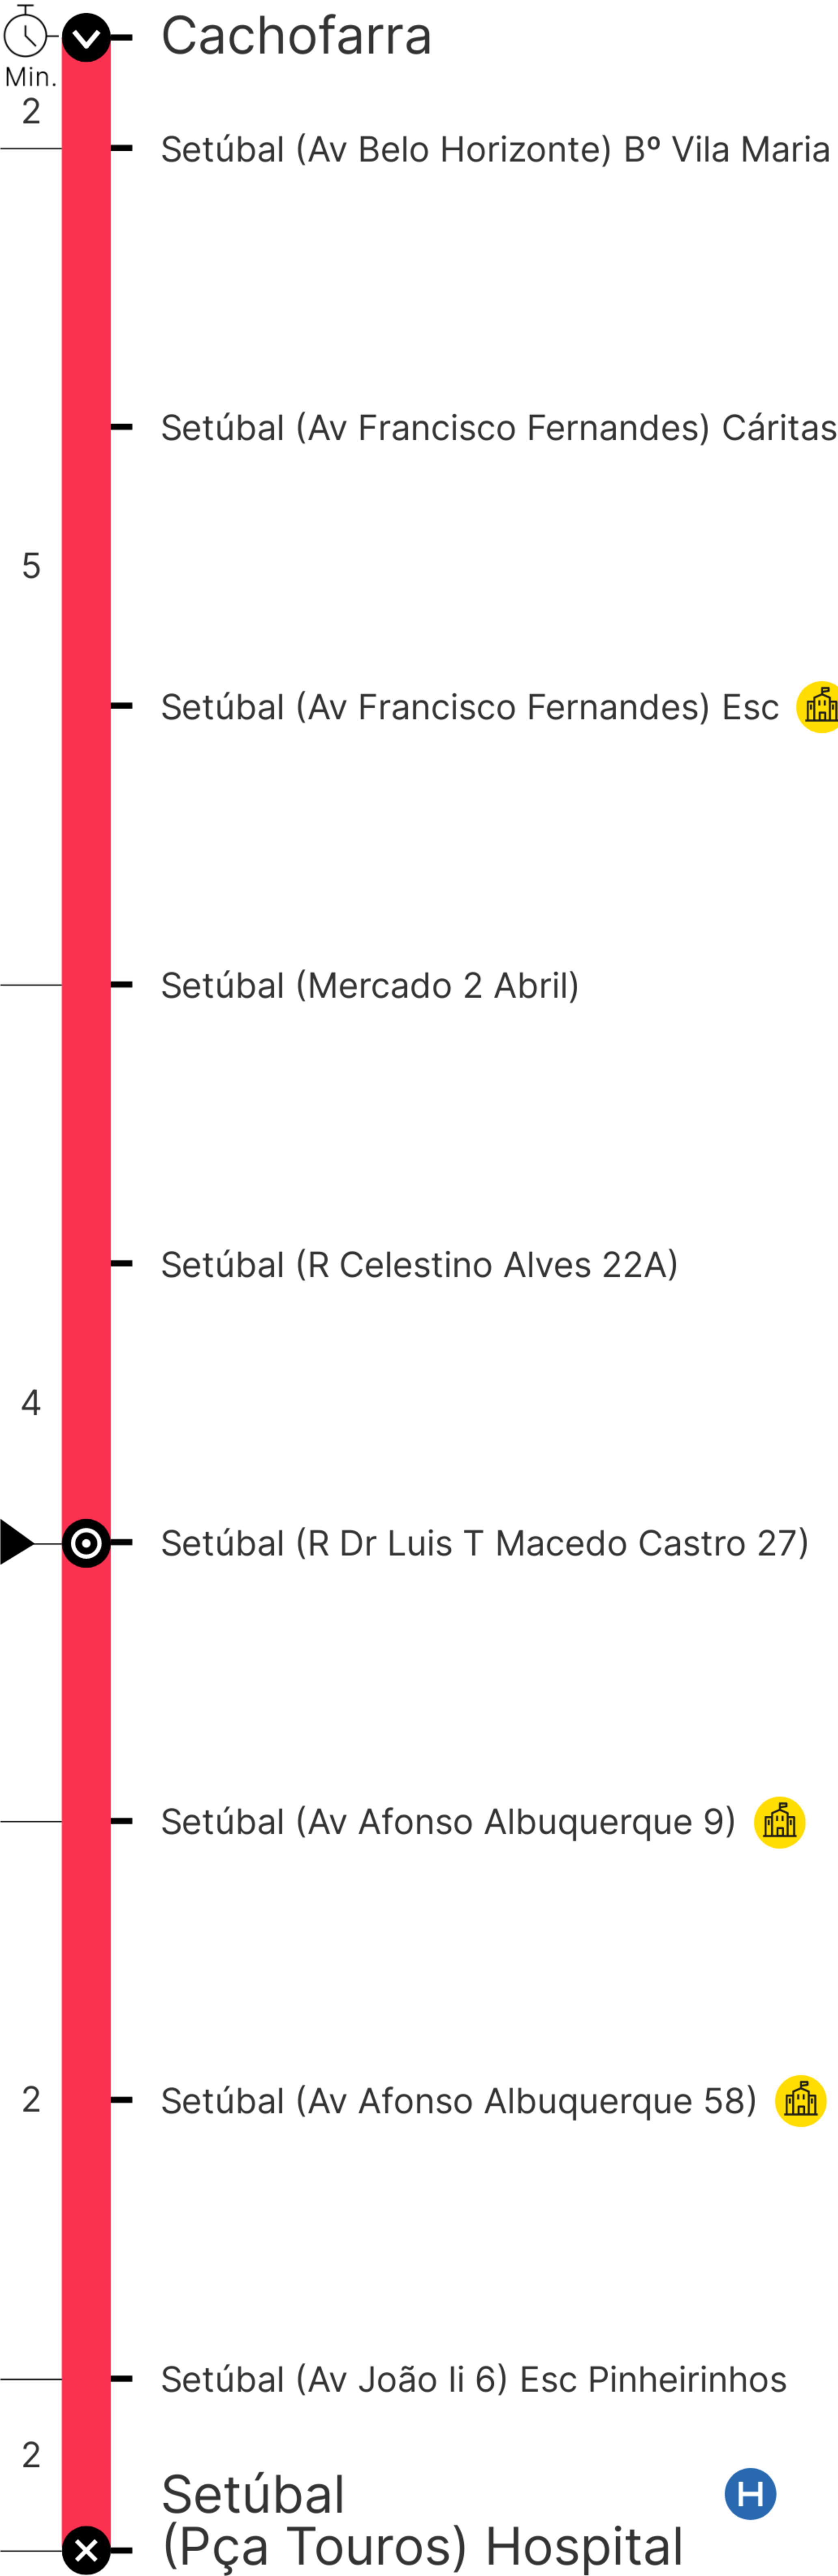 Cachofarra
Min.
2
Setúbal (Av Belo Horizonte) Bº Vila Maria
Setúbal (Av Francisco Fernandes) Cáritas
5
Setúbal (Av Francisco Fernandes) Esc
Setúbal (Mercado 2 Abril)
Setúbal (R Celestino Alves 22A)
4
Setúbal (R Dr Luis T Macedo Castro 27)
Setúbal (Av Afonso Albuquerque 9)
2
Setúbal (Av Afonso Albuquerque 58)
Setúbal (Av João Ii 6) Esc Pinheirinhos
2
Setúbal
H
(Pça Touros) Hospital